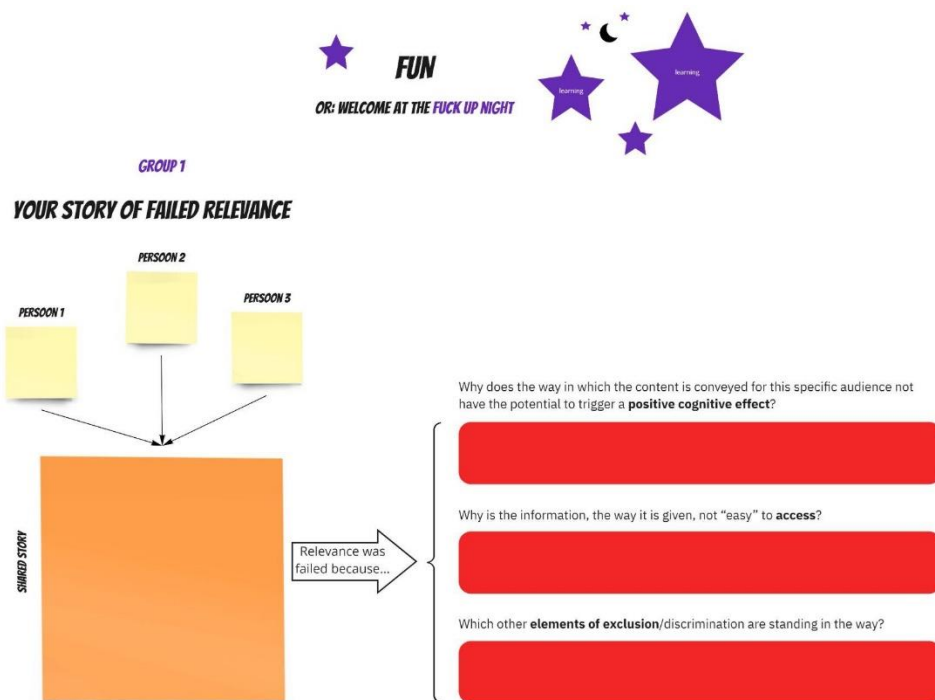 FUN
OR: WELCOME AT THE FUCK UP NIGHT
learning
learning
GROUP 1
YOUR STORY OF FAILED RELEVANCE
PERSOON 1
PERSOON 2
PERSOON 3
SHARED STORY
Relevance was
failed because...
Why does the way in which the content is conveyed for this specific audience not
have the potential to trigger a positive cognitive effect?
Why is the information, the way it is given, not “easy” to access?
Which other elements of exclusion/discrimination are standing in the way?